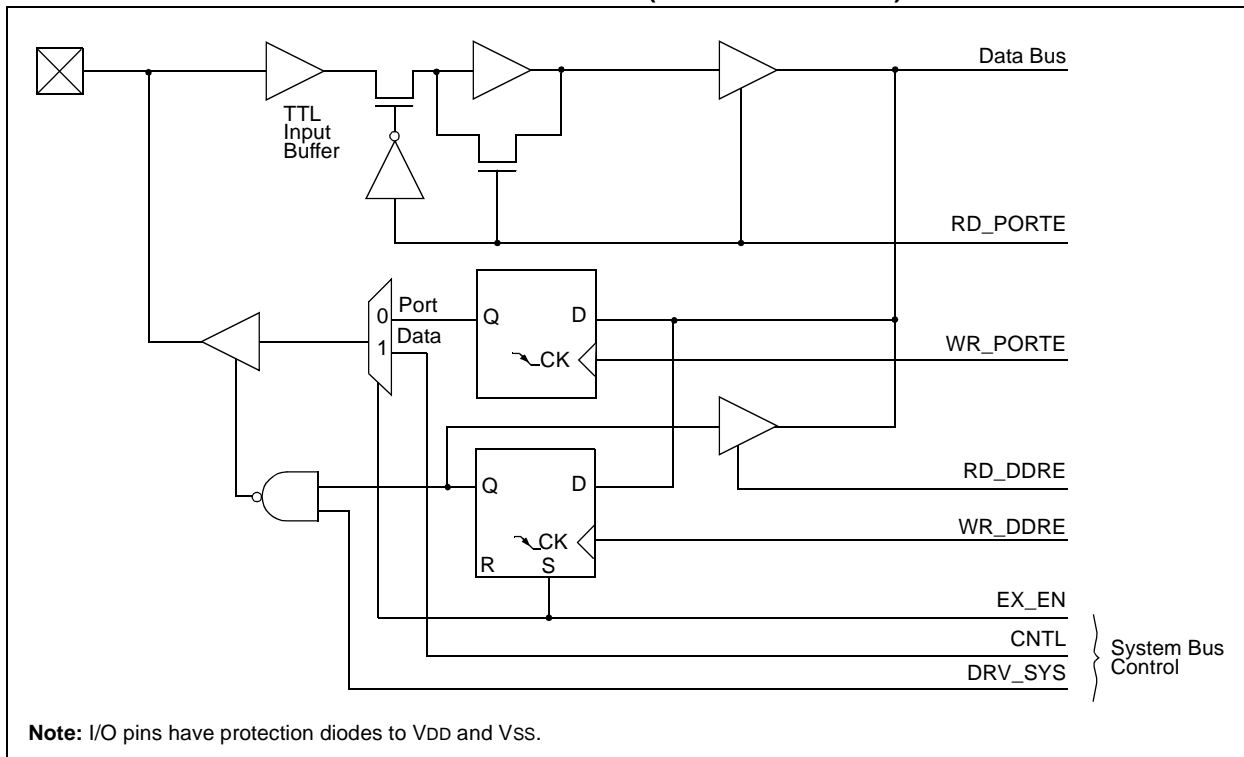 Data Bus
TTL
Input
Buffer
RD_PORTE
Port
0
Data
1
Q
D
CK
WR_PORTE
RD_DDRE
Q
D
WR_DDRE
CK
R
S
EX_EN
CNTL
System Bus
Control
DRV_SYS
Note: I/O pins have protection diodes to VDD and VSS.